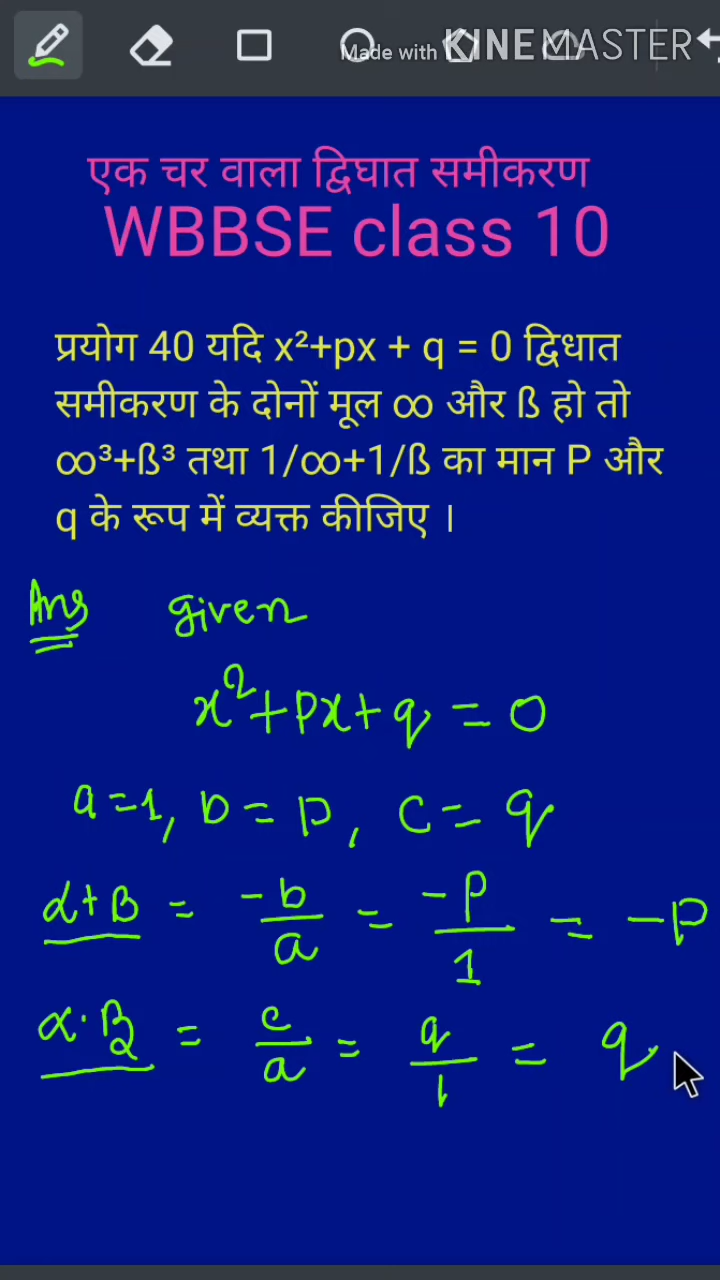 Made with KINEMASTER
एक चर वाला द्विघात समीकरण
WBBSE class 10
प्रयोग 40 यदि x²+px + q = 0 द्विधात
समीकरण के दोनों मूल ∞ और ß हो तो
∞³+ß³ तथा 1/∞+1/ß का मान P और
q के रूप में व्यक्त कीजिए ।
Ans given
x²+px+q = 0
a=1, b = p, c = q
α+β = -b/a = -P/1 = -P
α·β = c/a = q/1 = q